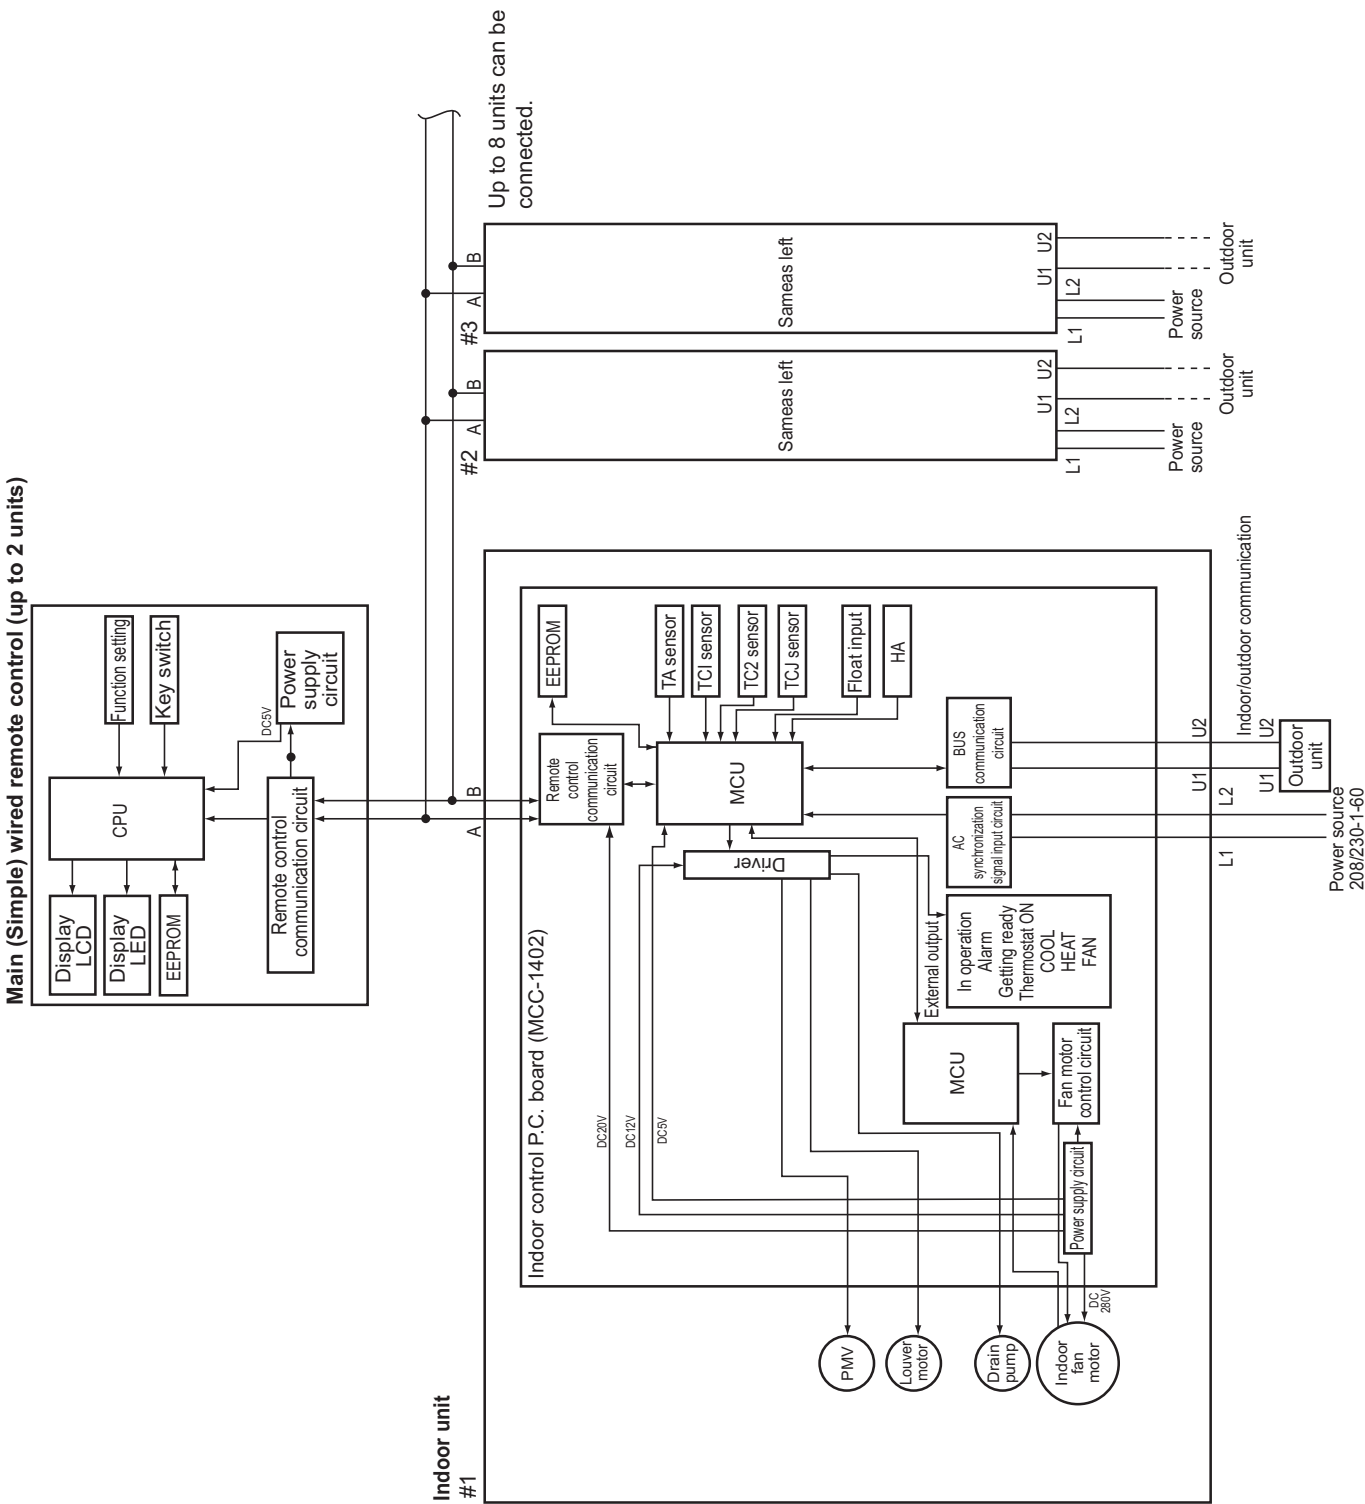 Main (Simple) wired remote control (up to 2 units)
Display
LCD
Display
LED
EEPROM
CPU
Function setting
Key switch
DC5V
Remote control
communication circuit
Power
supply
circuit
Indoor unit
#1
A
B
Indoor control P.C. board (MCC-1402)
DC20V
DC12V
DC5V
Remote
control
communication
circuit
EEPROM
MCU
Driver
TA sensor
TCI sensor
TC2 sensor
TCJ sensor
Float input
HA
PMV
Louver
motor
Drain
pump
Indoor
fan
motor
DC
280V
MCU
Fan motor
control circuit
Power supply circuit
External output
In operation
Alarm
Getting ready
Thermostat ON
COOL
HEAT
FAN
AC
synchronization
signal input circuit
BUS
communication
circuit
L1
L2
U1
U2
Power source
208/230-1-60
Indoor/outdoor communication
U1
U2
Outdoor
unit
#2
A
B
Sameas left
L1
L2
U1
U2
Power
source
Outdoor
unit
#3
A
B
Sameas left
L1
L2
U1
U2
Power
source
Outdoor
unit
Up to 8 units can be
connected.